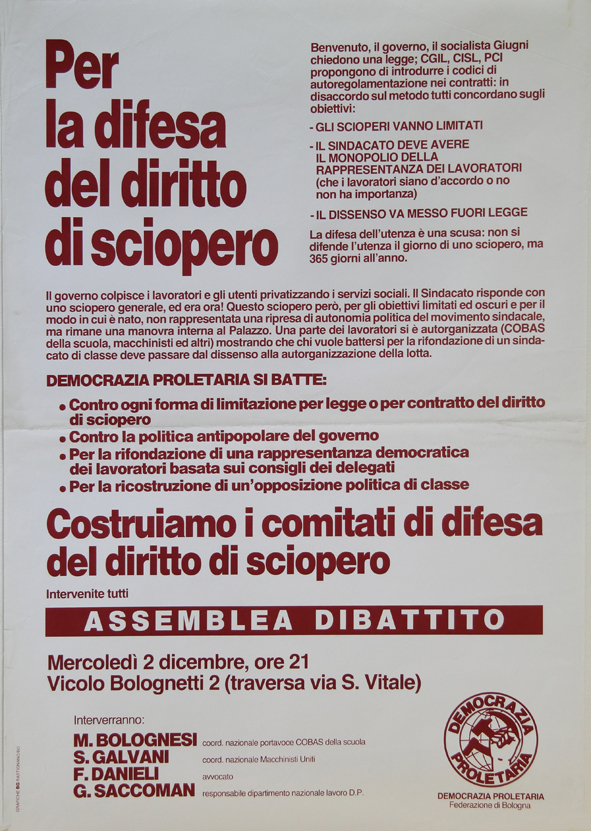 Per
la difesa
del diritto
di sciopero
Benvenuto, il governo, il socialista Giugni
chiedono una legge; CGIL, CISL, PCI
propongono di introdurre i codici di
autoregolamentazione nei contratti: in
disaccordo sul metodo tutti concordano sugli
obiettivi:
- GLI SCIOPERI VANNO LIMITATI
- IL SINDACATO DEVE AVERE
IL MONOPOLIO DELLA
RAPPRESENTANZA DEI LAVORATORI
(che i lavoratori siano d'accordo o no
non ha importanza)
- IL DISSENSO VA MESSO FUORI LEGGE
La difesa dell'utenza è una scusa: non si
difende l'utenza il giorno di uno sciopero, ma
365 giorni all'anno.
Il governo colpisce i lavoratori e gli utenti privatizzando i servizi sociali. Il Sindacato risponde con
uno sciopero generale, ed era ora! Questo sciopero però, per gli obiettivi limitati ed oscuri e per il
modo in cui è nato, non rappresentata una ripresa di autonomia politica del movimento sindacale,
ma rimane una manovra interna al Palazzo. Una parte dei lavoratori si è autorganizzata (COBAS
della scuola, macchinisti ed altri) mostrando che chi vuole battersi per la rifondazione di un sinda-
cato di classe deve passare dal dissenso alla autorganizzazione della lotta.
DEMOCRAZIA PROLETARIA SI BATTE:
• Contro ogni forma di limitazione per legge o per contratto del diritto
di sciopero
• Contro la politica antipopolare del governo
• Per la rifondazione di una rappresentanza democratica
dei lavoratori basata sui consigli dei delegati
• Per la ricostruzione di un'opposizione politica di classe
Costruiamo i comitati di difesa
del diritto di sciopero
Intervenite tutti
ASSEMBLEA DIBATTITO
Mercoledì 2 dicembre, ore 21
Vicolo Bolognetti 2 (traversa via S. Vitale)
Interverranno:
M. BOLOGNESI coord. nazionale portavoce COBAS della scuola
S. GALVANI coord. nazionale Macchinisti Uniti
F. DANIELI avvocato
G. SACCOMAN responsabile dipartimento nazionale lavoro D.P.
DEMOCRAZIA
PROLETARIA
DEMOCRAZIA PROLETARIA
Federazione di Bologna